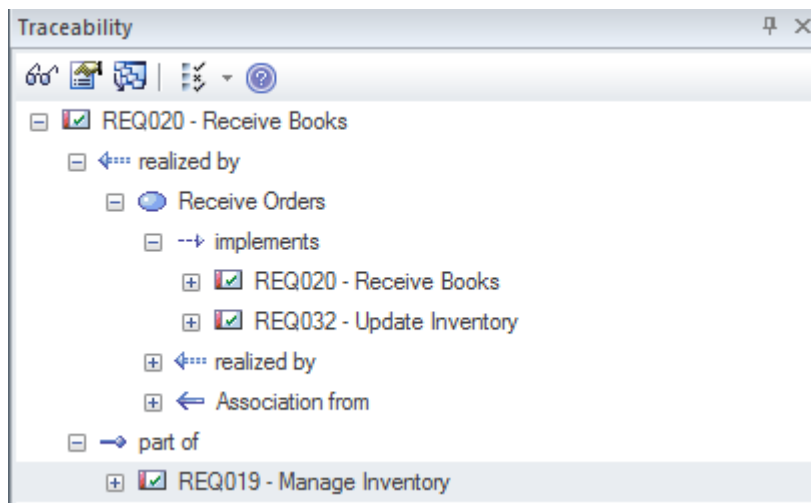 Traceability
REQ020 - Receive Books
realized by
Receive Orders
implements
REQ020 - Receive Books
REQ032 - Update Inventory
realized by
Association from
part of
REQ019 - Manage Inventory